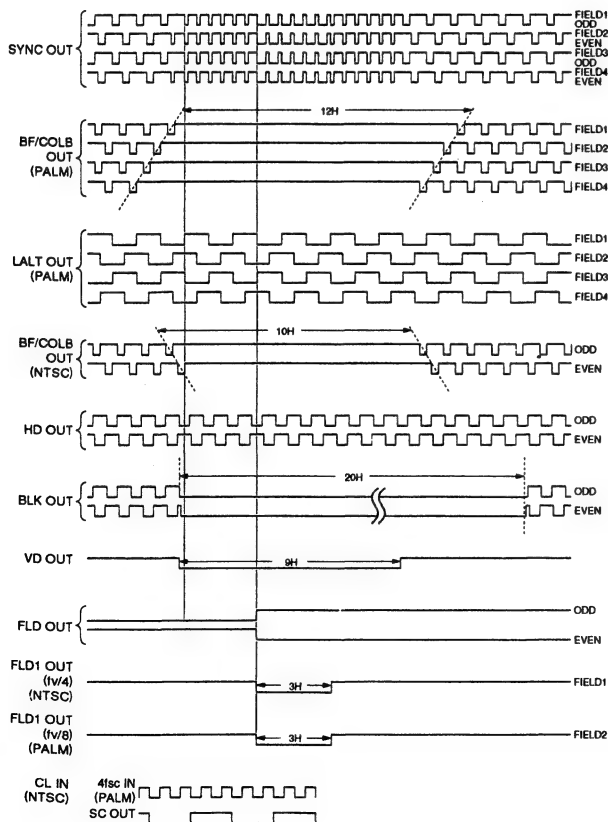 SYNC OUT
FIELD1
ODD
FIELD2
EVEN
FIELD3
ODD
FIELD4
EVEN
12H
BF/COLB
OUT
(PALM)
FIELD1
FIELD2
FIELD3
FIELD4
LALT OUT
(PALM)
FIELD1
FIELD2
FIELD3
FIELD4
10H
BF/COLB
OUT
(NTSC)
ODD
EVEN
HD OUT
ODD
EVEN
20H
BLK OUT
ODD
EVEN
VD OUT
9H
FLD OUT
ODD
EVEN
FLD1 OUT
(fv/4)
(NTSC)
3H
FIELD1
FLD1 OUT
(fv/8)
(PALM)
3H
FIELD2
CL IN
(NTSC)
4fsc IN
(PALM)
SC OUT